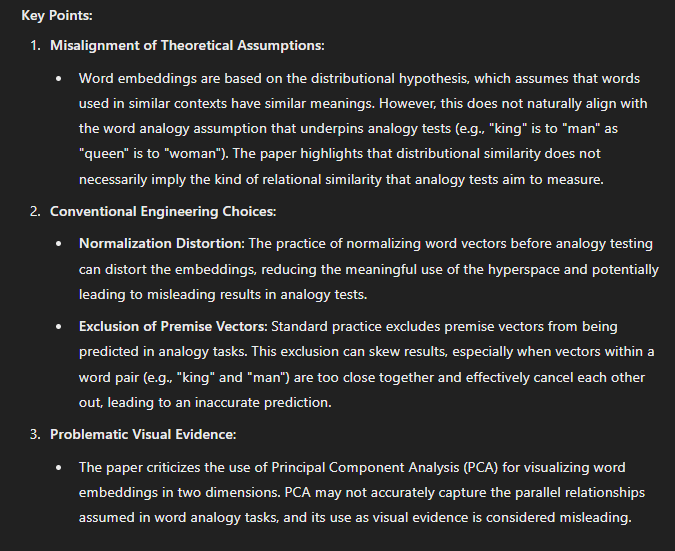 Key Points:
1. Misalignment of Theoretical Assumptions:
• Word embeddings are based on the distributional hypothesis, which assumes that words
used in similar contexts have similar meanings. However, this does not naturally align with
the word analogy assumption that underpins analogy tests (e.g., "king" is to "man" as
"queen" is to "woman"). The paper highlights that distributional similarity does not
necessarily imply the kind of relational similarity that analogy tests aim to measure.
2. Conventional Engineering Choices:
• Normalization Distortion: The practice of normalizing word vectors before analogy testing
can distort the embeddings, reducing the meaningful use of the hyperspace and potentially
leading to misleading results in analogy tests.
• Exclusion of Premise Vectors: Standard practice excludes premise vectors from being
predicted in analogy tasks. This exclusion can skew results, especially when vectors within a
word pair (e.g., "king" and "man") are too close together and effectively cancel each other
out, leading to an inaccurate prediction.
3. Problematic Visual Evidence:
• The paper criticizes the use of Principal Component Analysis (PCA) for visualizing word
embeddings in two dimensions. PCA may not accurately capture the parallel relationships
assumed in word analogy tasks, and its use as visual evidence is considered misleading.